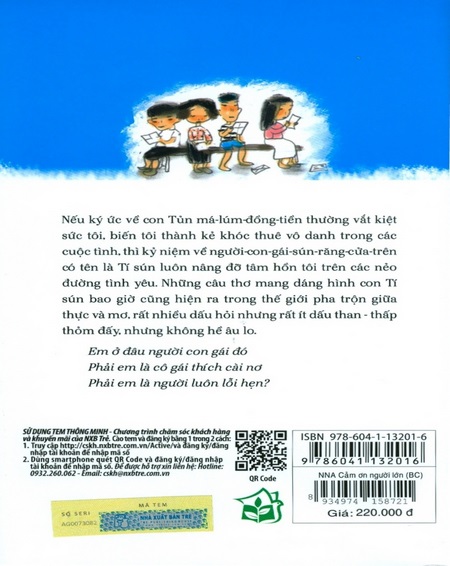 Nếu ký ức về con Tủn má-lúm-đồng-tiền thường vắt kiệt
sức tôi, biến tôi thành kẻ khóc thuê vô danh trong các
cuộc tình, thì kỷ niệm về người-con-gái-sún-răng-cửa-trên
có tên là Tí sún luôn nâng đỡ tâm hồn tôi trên các nẻo
đường tình yêu. Những câu thơ mang dáng hình con Tí
sún bao giờ cũng hiện ra trong thế giới pha trộn giữa
thực và mơ, rất nhiều dấu hỏi nhưng rất ít dấu than - thấp
thỏm đấy, nhưng không hề âu lo.
Em ở đâu người con gái đó
Phải em là cô gái thích cài nơ
Phải em là người luôn lỗi hẹn?
SỬ DỤNG TEM THÔNG MINH - Chương trình chăm sóc khách hàng
và khuyến mãi của NXB Trẻ. Cào tem và đăng ký bằng 1 trong 2 cách:
1. Truy cập http://cskh.nxbtre.com.vn/Active/và đăng ký/đăng
nhập tài khoản để nhập mã số.
2. Dùng smartphone quét QR Code và đăng ký/đăng nhập
tài khoản để nhập mã số. Để được hỗ trợ xin liên hệ: Hotline:
0932.260.062 - Email: cskh@nxbtre.com.vn
QR Code
MÃ TEM
SỐ SERI
NHÀ XUẤT BẢN TRẺ
ISBN 978-604-1-13201-6
9 786041 132016
NNA Cảm ơn người lớn (BC)
8 934974 158721
Giá: 220.000 đ